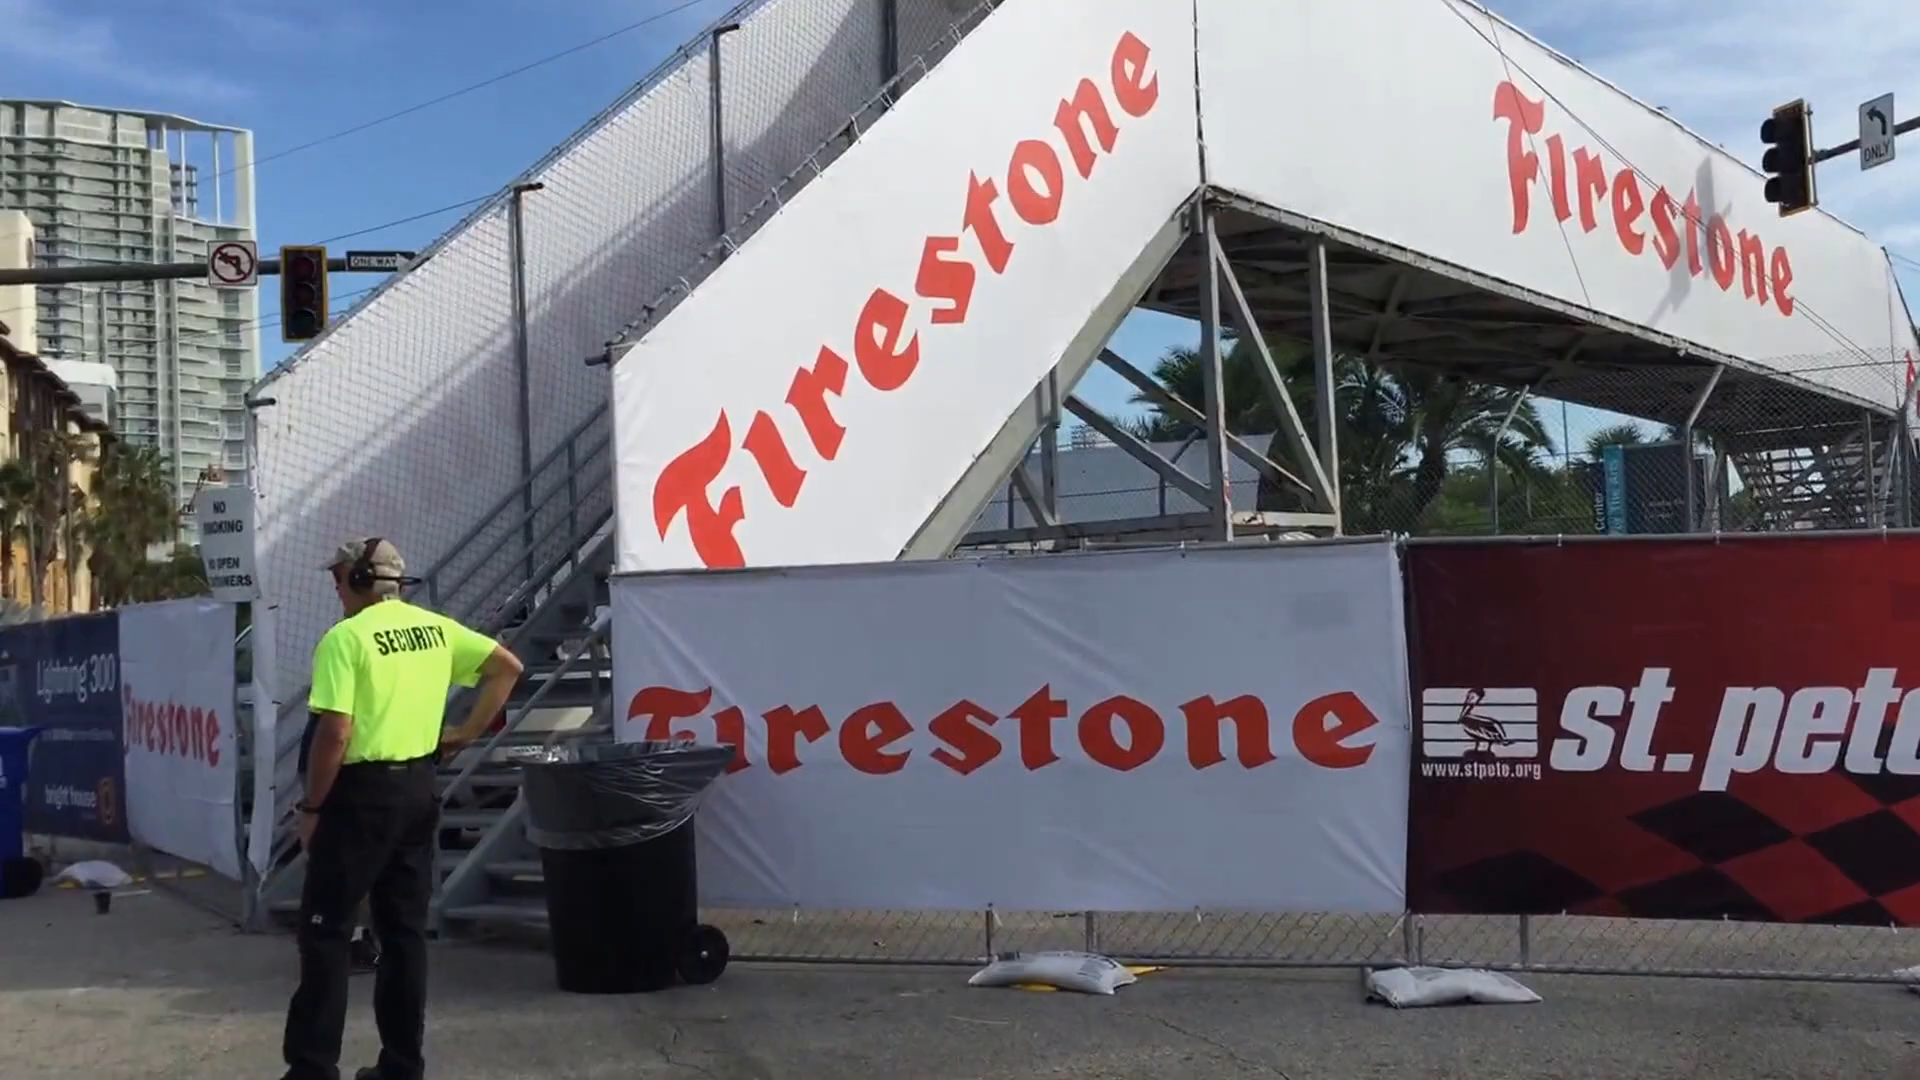 Firestone
Firestone
ONLY
ONE WAY
NO
SMOKING
NO OPEN
CONTAINERS
SECURITY
Lightning 300
bright house
Firestone
Firestone
www.stpete.org
st.pete
Center